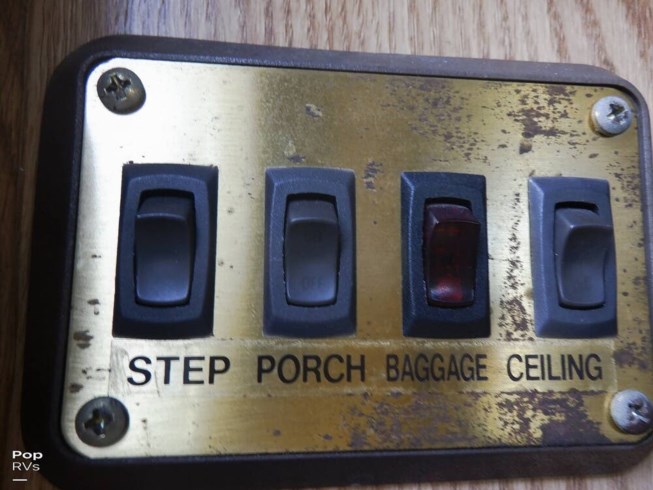 STEP PORCH BAGGAGE CEILING
Pop
RVs